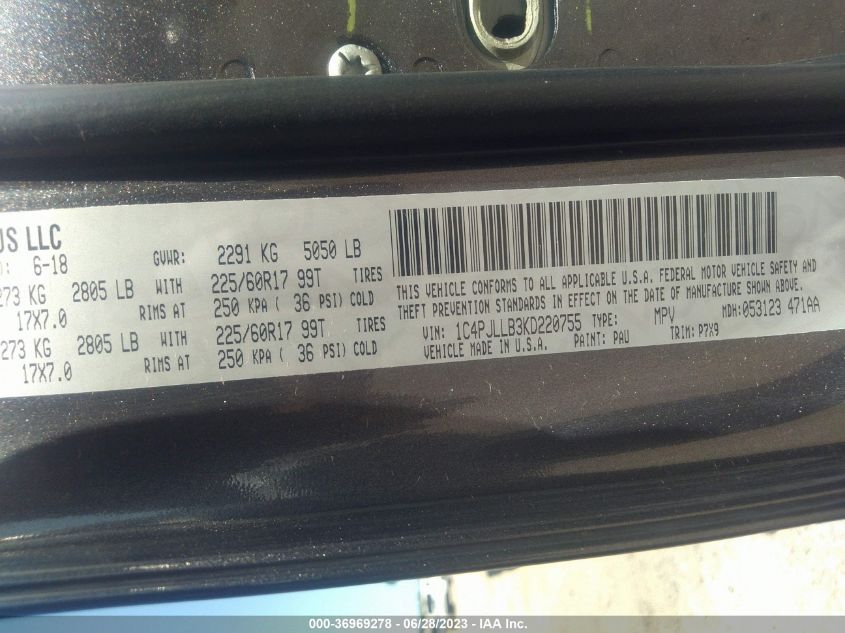 US LLC
6-18 GVWR: 2291 KG 5050 LB
273 KG 2805 LB WITH 225/60R17 99T TIRES
17X7.0 RIMS AT 250 KPA ( 36 PSI) COLD
273 KG 2805 LB WITH 225/60R17 99T TIRES
17X7.0 RIMS AT 250 KPA ( 36 PSI) COLD
THIS VEHICLE CONFORMS TO ALL APPLICABLE U.S.A. FEDERAL MOTOR VEHICLE SAFETY AND
THEFT PREVENTION STANDARDS IN EFFECT ON THE DATE OF MANUFACTURE SHOWN ABOVE.
VIN: 1C4PJLLB3KD220755 TYPE: MPV MDH: 053123 471AA
VEHICLE MADE IN U.S.A. PAINT: PAU TRIM: P7X9
000-36969278 - 06/28/2023 - IAA Inc.